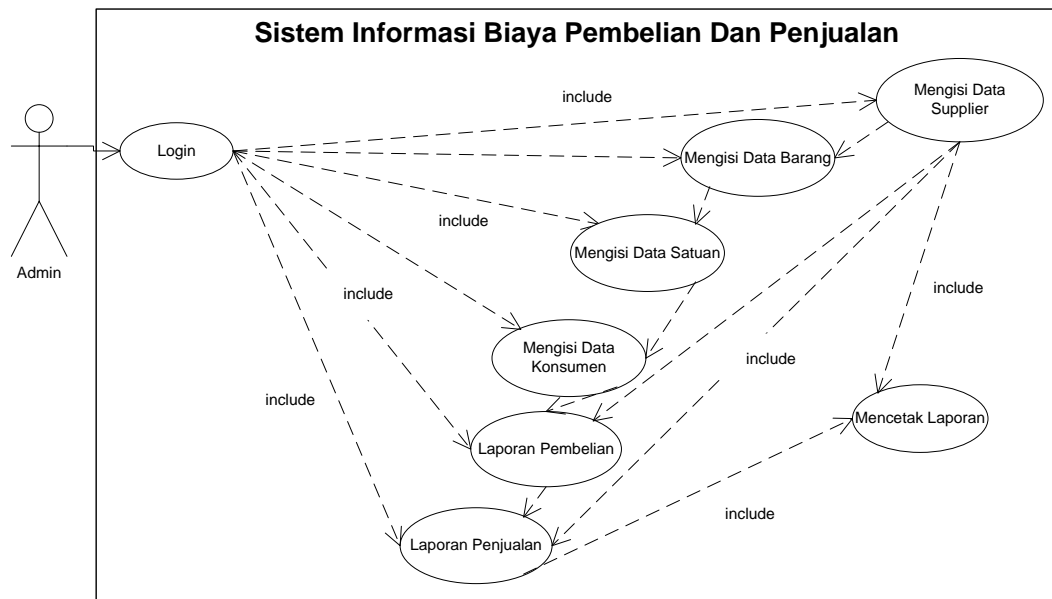 Sistem Informasi Biaya Pembelian Dan Penjualan
Mengisi Data
Supplier
include
Login
Mengisi Data Barang
include
Mengisi Data Satuan
Admin
include
include
Mengisi Data
Konsumen
include
include
Mencetak Laporan
Laporan Pembelian
include
Laporan Penjualan